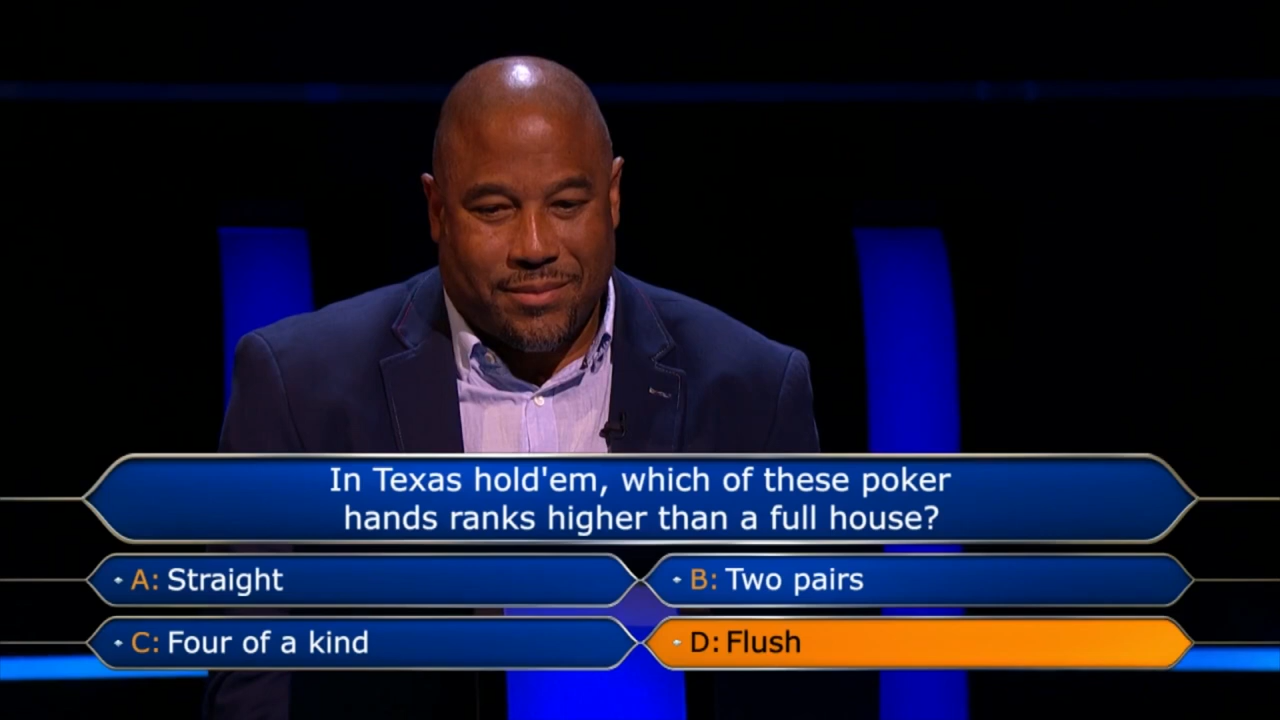 In Texas hold'em, which of these poker
hands ranks higher than a full house?
A: Straight
B: Two pairs
C: Four of a kind
D: Flush